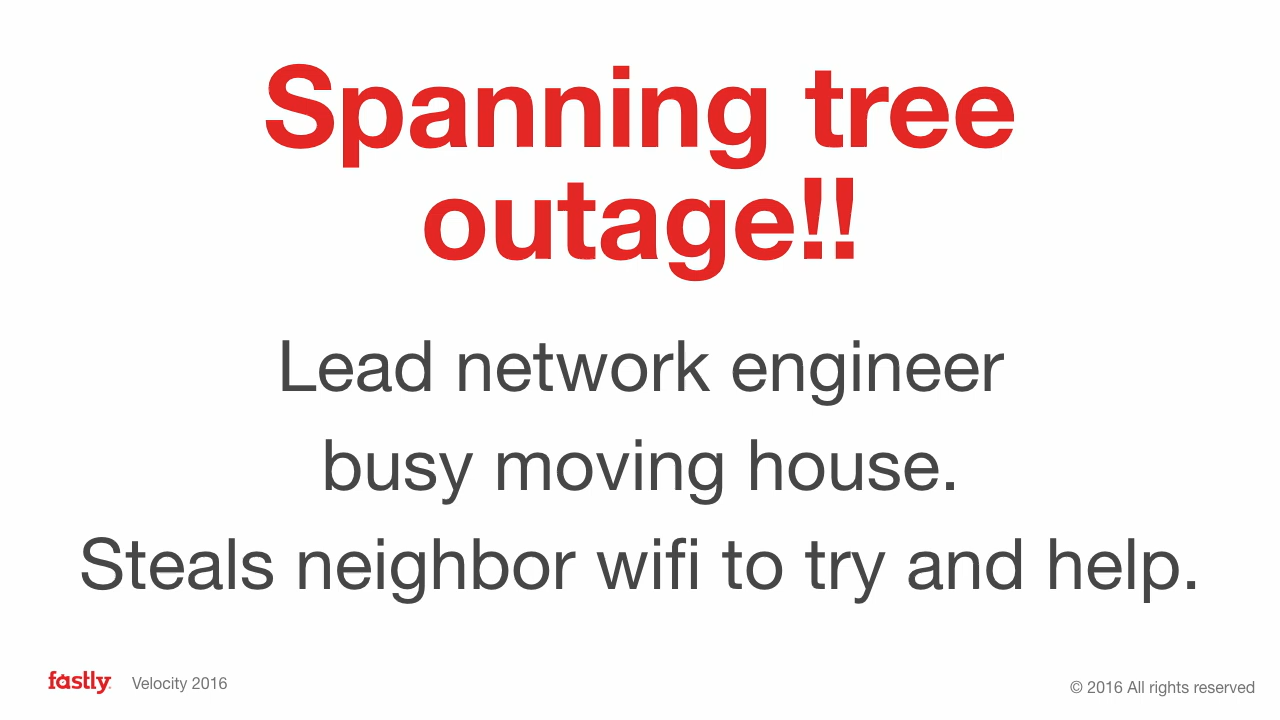 Spanning tree
outage!!
Lead network engineer
busy moving house.
Steals neighbor wifi to try and help.
fastly
Velocity 2016
© 2016 All rights reserved